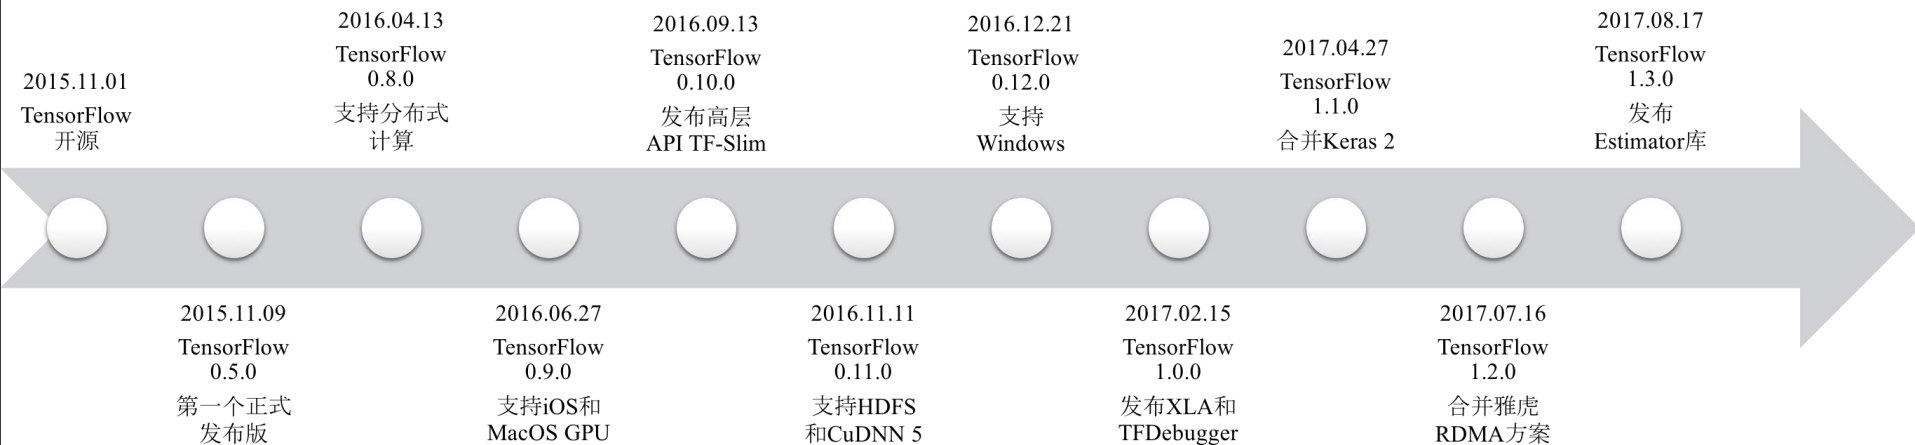 2015.11.01
TensorFlow
开源
2015.11.09
TensorFlow
0.5.0
第一个正式
发布版
2016.04.13
TensorFlow
0.8.0
支持分布式
计算
2016.06.27
TensorFlow
0.9.0
支持iOS和
MacOS GPU
2016.09.13
TensorFlow
0.10.0
发布高层
API TF-Slim
2016.11.11
TensorFlow
0.11.0
支持HDFS
和CuDNN 5
2016.12.21
TensorFlow
0.12.0
支持
Windows
2017.02.15
TensorFlow
1.0.0
发布XLA和
TFDebugger
2017.04.27
TensorFlow
1.1.0
合并Keras 2
2017.07.16
TensorFlow
1.2.0
合并雅虎
RDMA方案
2017.08.17
TensorFlow
1.3.0
发布
Estimator库